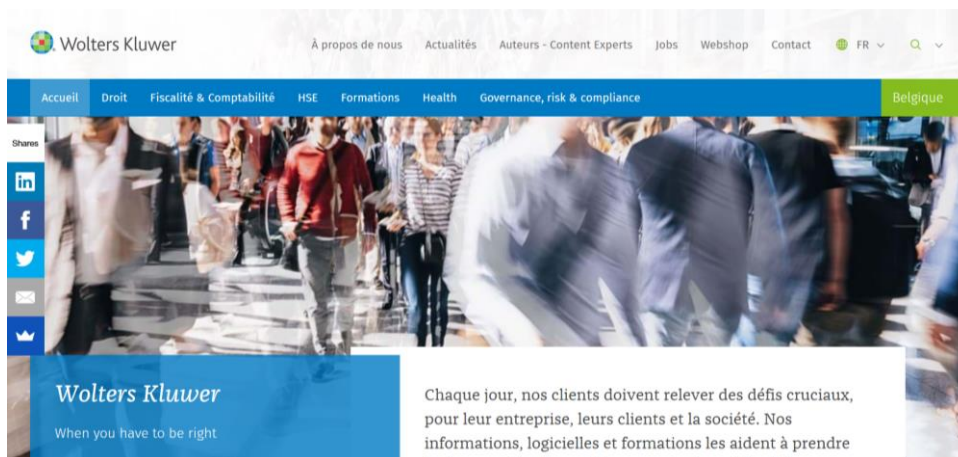 Wolters Kluwer
À propos de nous Actualités Auteurs - Content Experts Jobs Webshop Contact FR
Accueil Droit Fiscalité & Comptabilité HSE Formations Health Governance, risk & compliance Belgique
Shares
in
f
Wolters Kluwer
When you have to be right
Chaque jour, nos clients doivent relever des défis cruciaux,
pour leur entreprise, leurs clients et la société. Nos
informations, logicielles et formations les aident à prendre